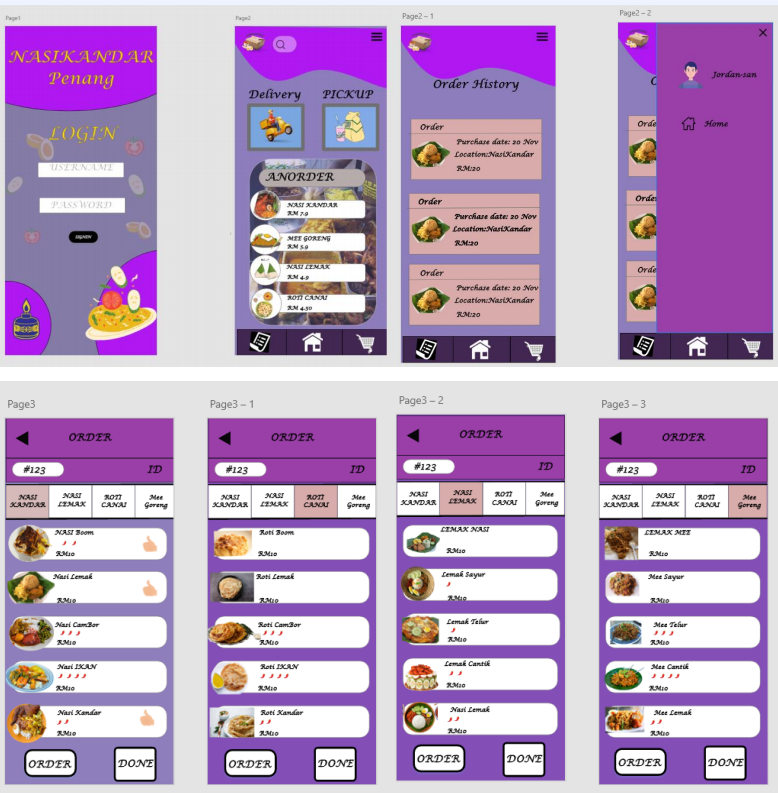 Page1
NASIKANDAR
Penang
LOGIN
USERNAME
PASSWORD
Page2
Delivery
PICKUP
ANORDER
NASI KANDAR
RM 7.9
MEE GORENG
RM 5.9
NASI LEMAK
RM 4.9
ROTI CANAI
RM 4.50
Page2 – 1
Order History
Order
Purchase date: 20 Nov
Location:NasiKandar
RM:20
Order
Purchase date: 20 Nov
Location:NasiKandar
RM:20
Order
Purchase date: 20 Nov
Location:NasiKandar
RM:20
Page2 – 2
Jordan-san
Home
Orde
Orde
Orde
Page3
ORDER
#123 ID
NASI KANDAR
NASI LEMAK
ROTI CANAI
Mee Goreng
NASI Boom
RM10
Nasi Lemak
RM10
Nasi CamBor
RM10
Nasi IKAN
RM10
Nasi Kandar
RM10
ORDER
DONE
Page3 – 1
ORDER
#123 ID
NASI KANDAR
NASI LEMAK
ROTI CANAI
Mee Goreng
Roti Boom
RM10
Roti Lemak
RM10
Roti CamBor
RM10
Roti IKAN
RM10
Roti Kandar
RM10
ORDER
DONE
Page3 – 2
ORDER
#123 ID
NASI KANDAR
NASI LEMAK
ROTI CANAI
Mee Goreng
LEMAK NASI
RM10
Lemak Sayur
RM10
Lemak Telur
RM10
Lemak Cantik
RM10
Nasi Lemak
RM10
ORDER
DONE
Page3 – 3
ORDER
#123 ID
NASI KANDAR
NASI LEMAK
ROTI CANAI
Mee Goreng
LEMAK MEE
RM10
Mee Sayur
RM10
Mee Telur
RM10
Mee Cantik
RM10
Mee Lemak
RM10
ORDER
DONE